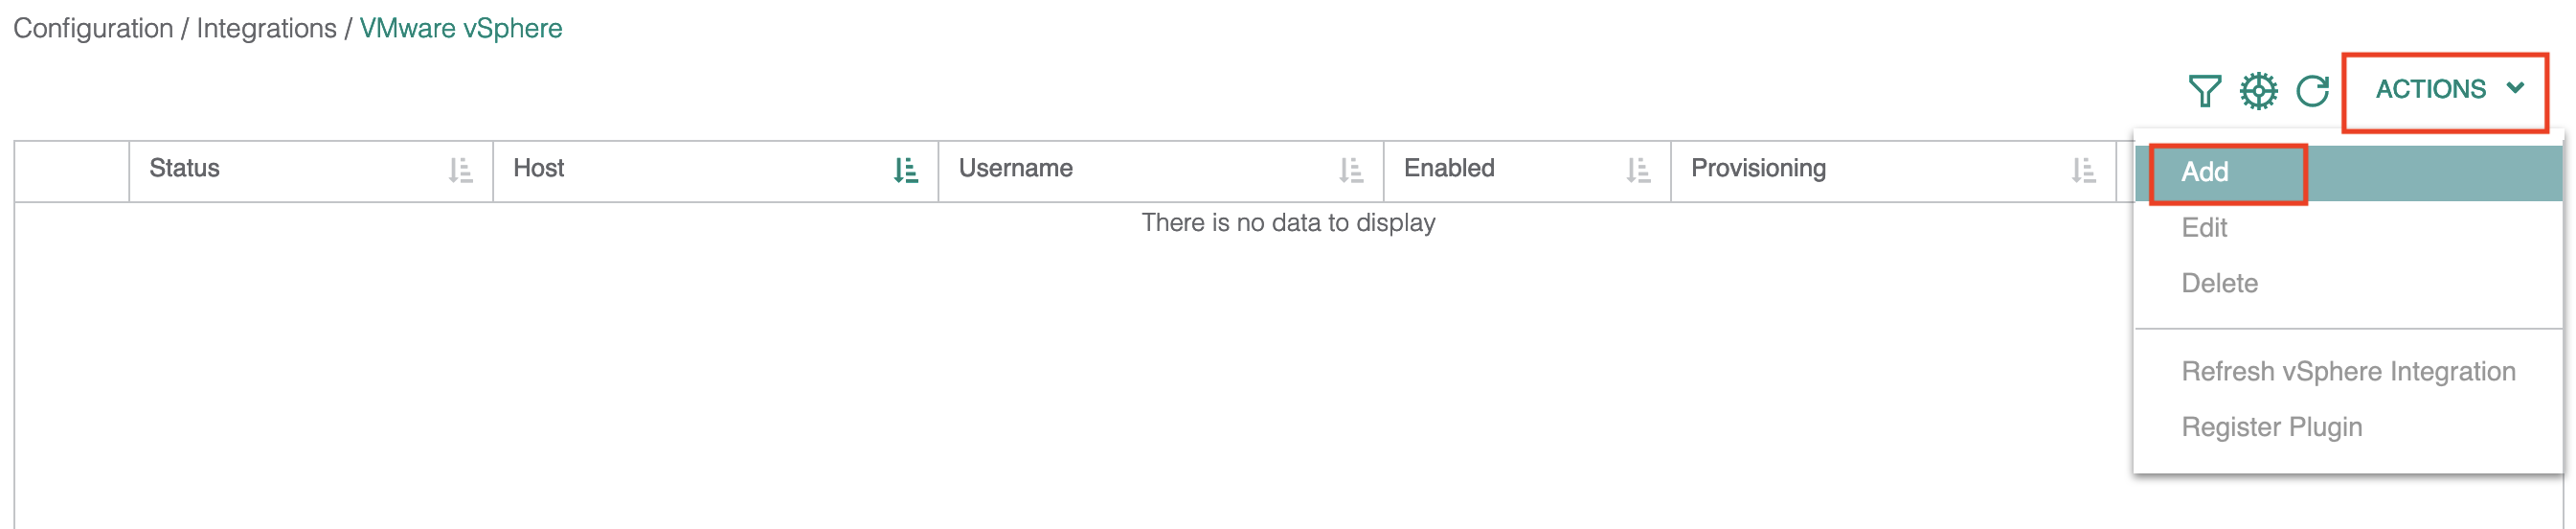 Configuration / Integrations / VMware vSphere
ACTIONS
Status Host Username Enabled Provisioning
There is no data to display
Add
Edit
Delete
Refresh vSphere Integration
Register Plugin